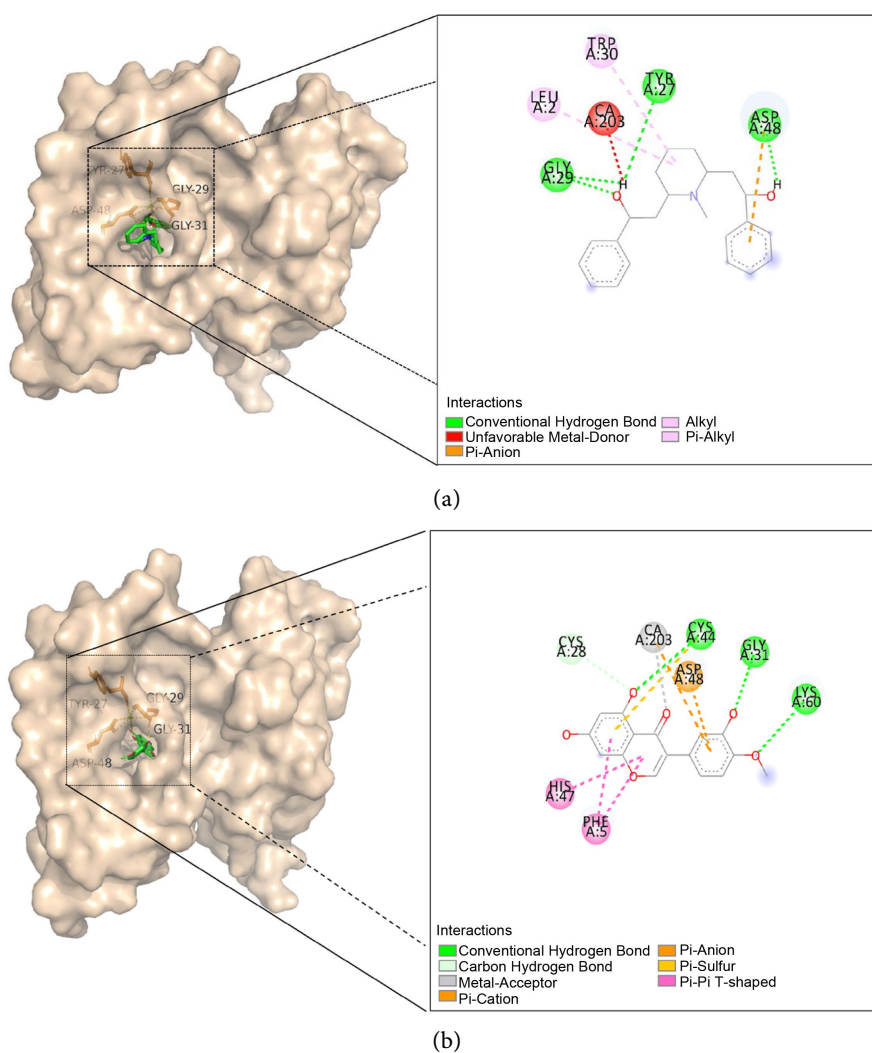 TRP
A:30
TYR
A:27
LEU
A:2
CA
A:203
ASP
A:48
GLY
A:29
H
O
N
H
O
TYR-27
GLY-29
ASP-48
GLY-31
Interactions
Conventional Hydrogen Bond
Unfavorable Metal-Donor
Pi-Anion
Alkyl
Pi-Alkyl
(a)
CYS
A:28
CA
A:203
CYS
A:44
GLY
A:31
ASP
A:48
LYS
A:60
O
O
O
O
O
O
HIS
A:47
PHE
A:5
TYR-27
GLY-29
GLY-31
ASP-48
Interactions
Conventional Hydrogen Bond
Carbon Hydrogen Bond
Metal-Acceptor
Pi-Cation
Pi-Anion
Pi-Sulfur
Pi-Pi T-shaped
(b)